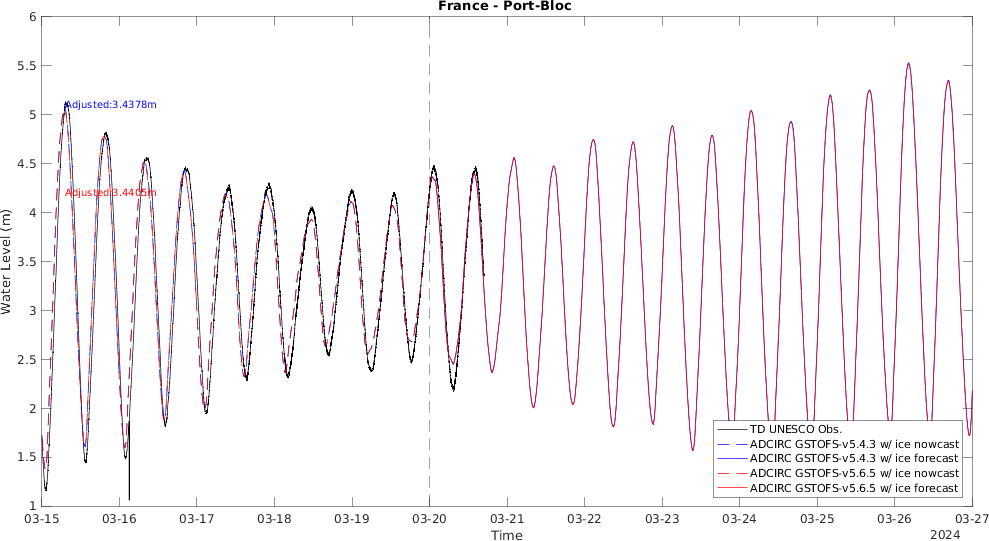 France - Port-Bloc
6
5.5
5
4.5
4
3.5
3
2.5
2
1.5
1
Water Level (m)
Adjusted:3.4378m
Adjusted:3.4405m
TD UNESCO Obs.
ADCIRC GSTOFS-v5.4.3 w/ ice nowcast
ADCIRC GSTOFS-v5.4.3 w/ ice forecast
ADCIRC GSTOFS-v5.6.5 w/ ice nowcast
ADCIRC GSTOFS-v5.6.5 w/ ice forecast
03-15 03-16 03-17 03-18 03-19 03-20 03-21 03-22 03-23 03-24 03-25 03-26 03-27
Time
2024